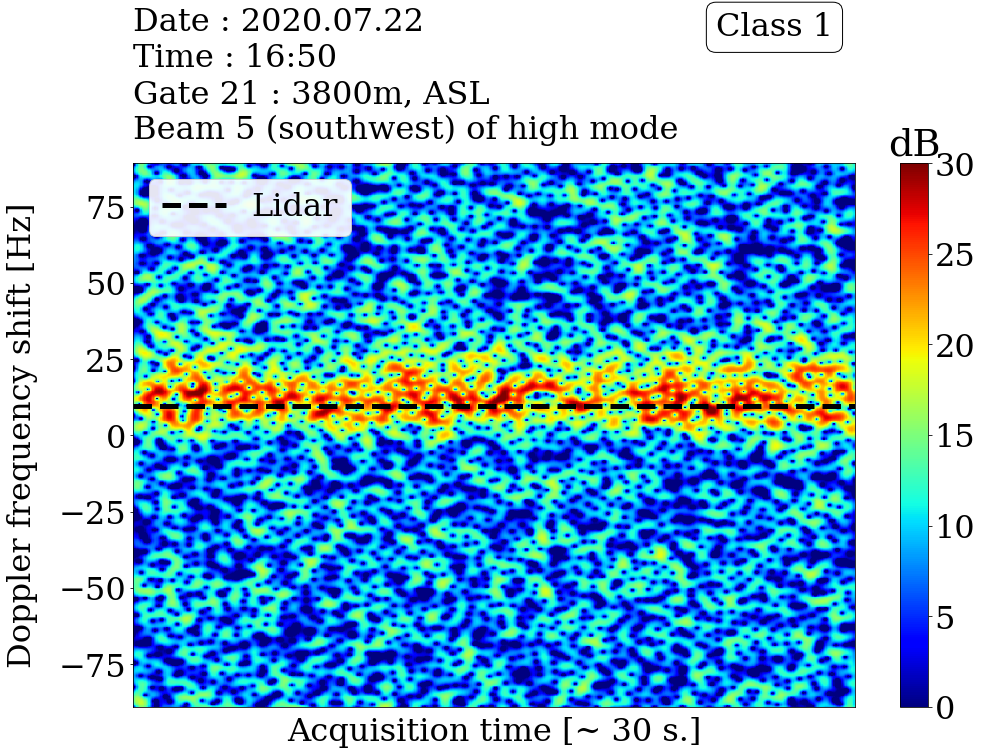 Date : 2020.07.22
Time : 16:50
Gate 21 : 3800m, ASL
Beam 5 (southwest) of high mode
Class 1
dB
Lidar
Doppler frequency shift [Hz]
75
50
25
0
−25
−50
−75
30
25
20
15
10
5
0
Acquisition time [~ 30 s.]